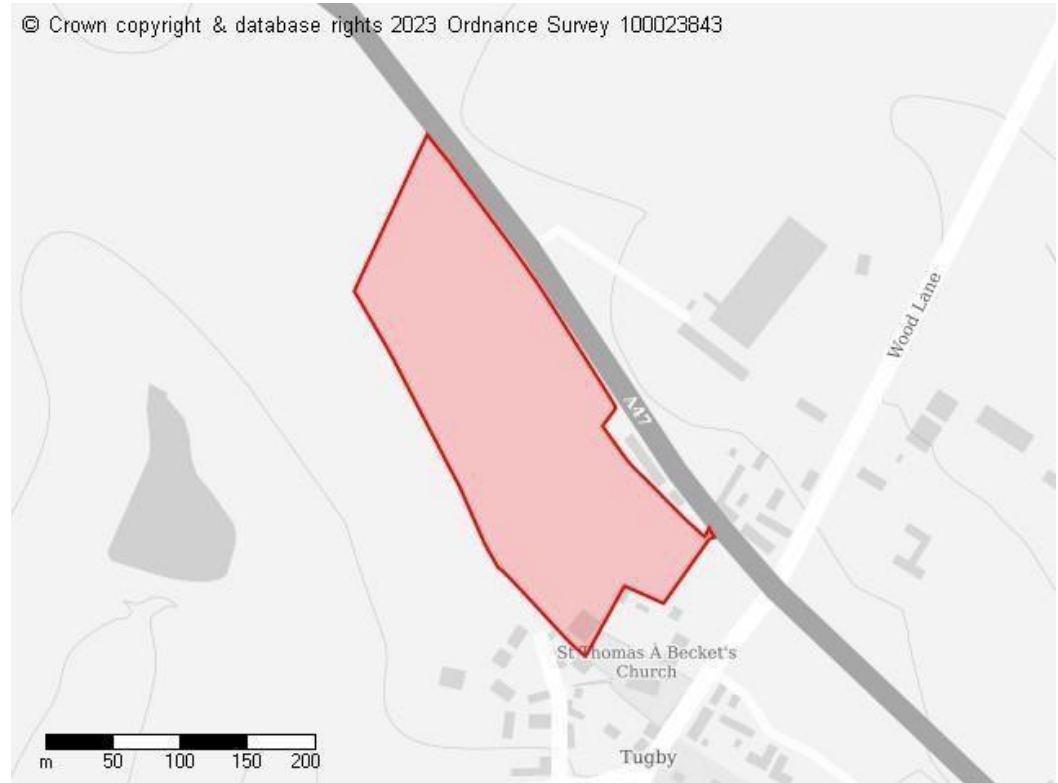 © Crown copyright & database rights 2023 Ordnance Survey 100023843
Wood Lane
A47
St Thomas À Becket's
Church
Tugby
m 50 100 150 200